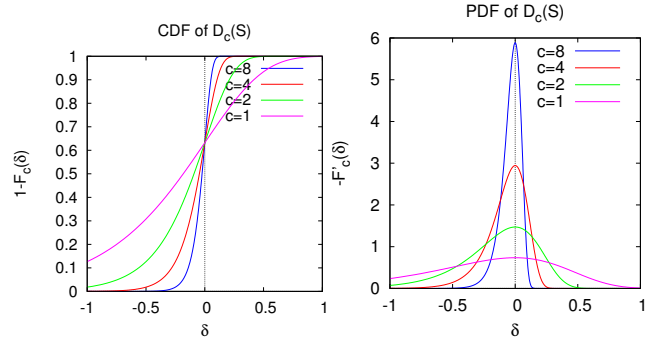 CDF of D_c(S)
1-F_c(δ)
1
0.9
0.8
0.7
0.6
0.5
0.4
0.3
0.2
0.1
0
c=8
c=4
c=2
c=1
-1
-0.5
0
0.5
1
δ
PDF of D_c(S)
-F'_c(δ)
6
5
4
3
2
1
0
c=8
c=4
c=2
c=1
-1
-0.5
0
0.5
1
δ